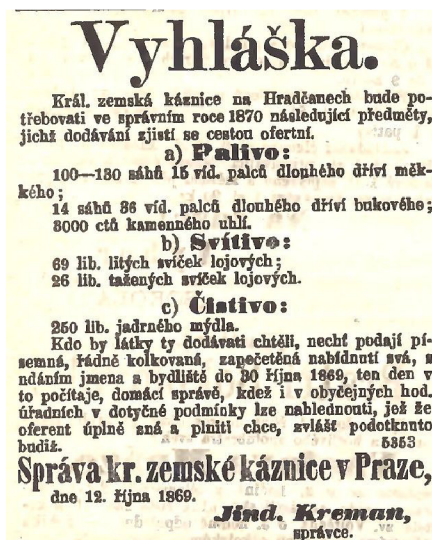 Vyhláška.
Král. zemská káznice na Hradčanech bude po-
třebovati ve správním roce 1870 následující předměty,
jichž dodávání zjistí se cestou ofertní.
a) Palivo:
100—130 sáhů 15 víd. palců dlouhého dříví měk-
kého;
14 sáhů 36 víd. palců dlouhého dříví bukového;
3000 ctů kamenného uhlí.
b) Svítivo:
69 lib. litých svíček lojových;
26 lib. tažených svíček lojových.
c) Čistivo:
250 lib. jadrného mýdla.
Kdo by látky ty dodávati chtěli, nechť podají pí-
semná, řádně kolkovaná, zapečetěná nabídnutí svá, s
udáním jmena a bydliště do 30 října 1869, ten den v
to počítaje, domácí správě, kdež i v obyčejných hod.
úřadních v dotyčné podmínky lze nahlednouti, jež že
oferent úplně zná a plniti chce, zvlášť podotknuto
budiž. 5353
Správa kr. zemské káznice v Praze,
dne 12. října 1869.
Jind. Kreman,
správce.